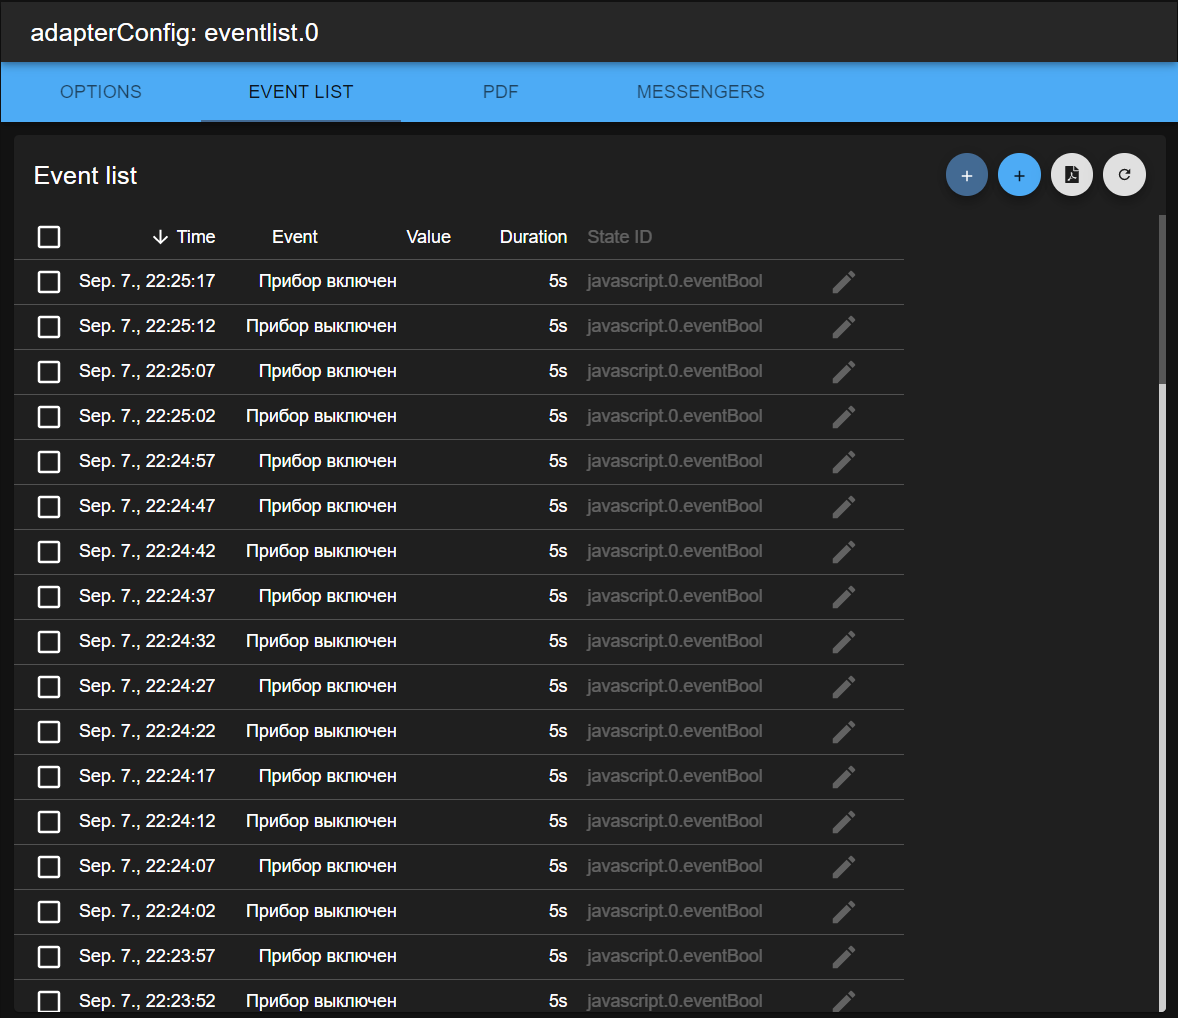 adapterConfig: eventlist.0
OPTIONS EVENT LIST PDF MESSENGERS
Event list
Time Event Value Duration State ID
Sep. 7., 22:25:17 Прибор включен 5s javascript.0.eventBool
Sep. 7., 22:25:12 Прибор выключен 5s javascript.0.eventBool
Sep. 7., 22:25:07 Прибор включен 5s javascript.0.eventBool
Sep. 7., 22:25:02 Прибор выключен 5s javascript.0.eventBool
Sep. 7., 22:24:57 Прибор включен 5s javascript.0.eventBool
Sep. 7., 22:24:47 Прибор включен 5s javascript.0.eventBool
Sep. 7., 22:24:42 Прибор выключен 5s javascript.0.eventBool
Sep. 7., 22:24:37 Прибор включен 5s javascript.0.eventBool
Sep. 7., 22:24:32 Прибор выключен 5s javascript.0.eventBool
Sep. 7., 22:24:27 Прибор включен 5s javascript.0.eventBool
Sep. 7., 22:24:22 Прибор выключен 5s javascript.0.eventBool
Sep. 7., 22:24:17 Прибор включен 5s javascript.0.eventBool
Sep. 7., 22:24:12 Прибор выключен 5s javascript.0.eventBool
Sep. 7., 22:24:07 Прибор включен 5s javascript.0.eventBool
Sep. 7., 22:24:02 Прибор выключен 5s javascript.0.eventBool
Sep. 7., 22:23:57 Прибор включен 5s javascript.0.eventBool
Sep. 7., 22:23:52 Прибор выключен 5s javascript.0.eventBool